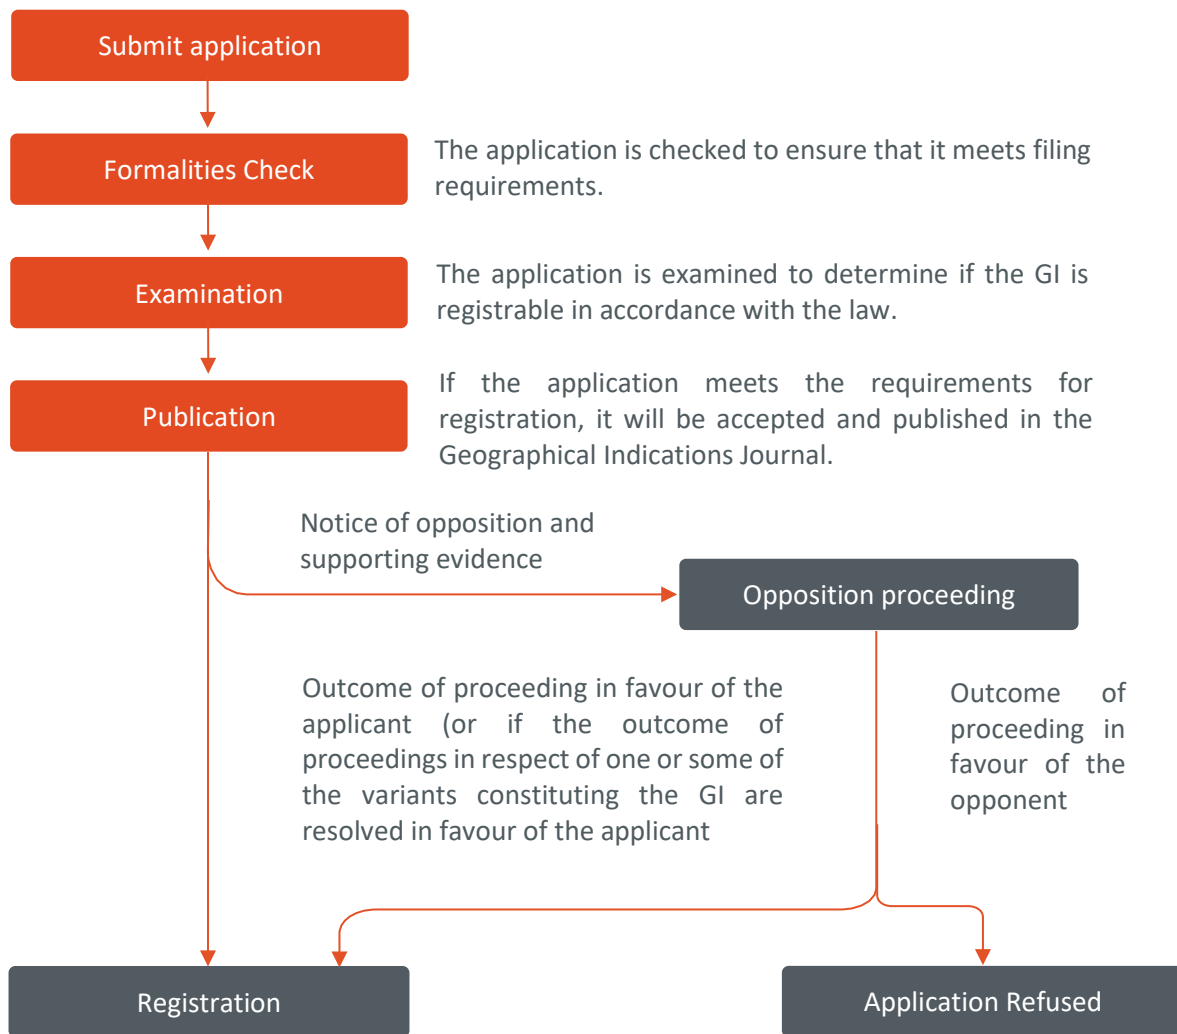 Submit application
Formalities Check
The application is checked to ensure that it meets filing
requirements.
Examination
The application is examined to determine if the GI is
registrable in accordance with the law.
Publication
If the application meets the requirements for
registration, it will be accepted and published in the
Geographical Indications Journal.
Notice of opposition and
supporting evidence
Opposition proceeding
Outcome of proceeding in favour of the
applicant (or if the outcome of
proceedings in respect of one or some of
the variants constituting the GI are
resolved in favour of the applicant
Outcome of
proceeding in
favour of the
opponent
Registration
Application Refused